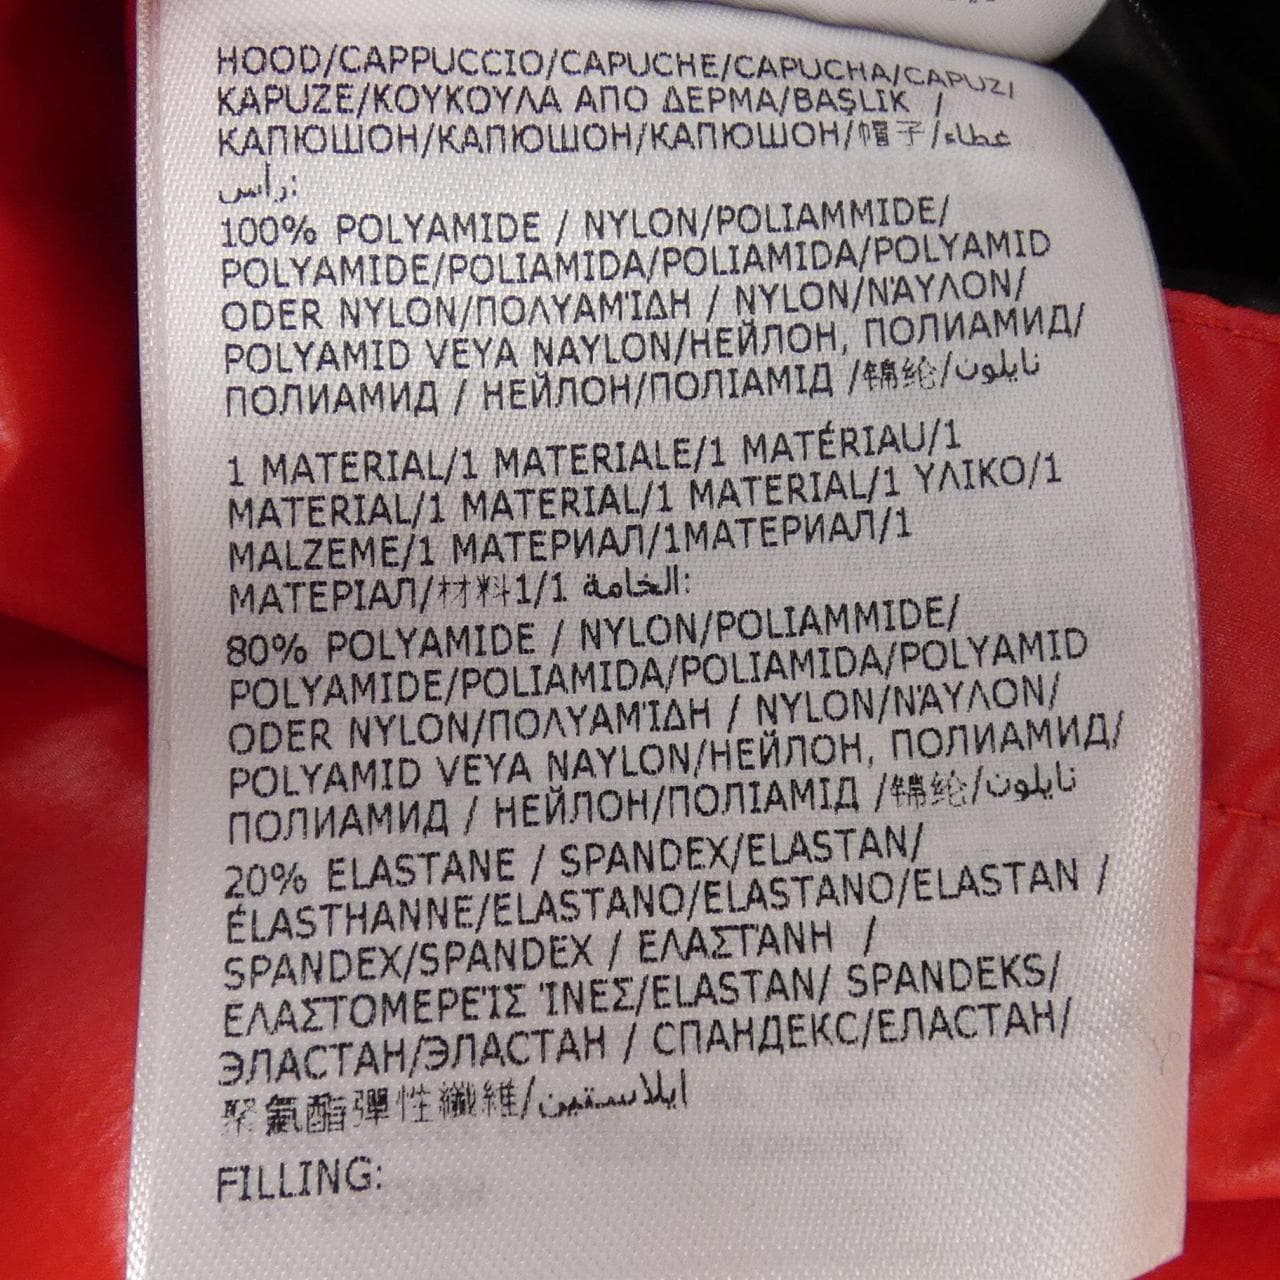 HOOD/CAPPUCCIO/CAPUCHE/CAPUCHA/CAPUZ/
KAPUZE/ΚΟΥΚΟΥΛΑ ΑΠΟ ΔΕΡΜΑ/BAŞLIK /
КАПЮШОН/КАПЮШОН/КАПЮШОН/帽子/غطاء
رأس:
100% POLYAMIDE / NYLON/POLIAMMIDE/
POLYAMIDE/POLIAMIDA/POLIAMIDA/POLYAMID
ODER NYLON/ΠΟΛΥΑΜΊΔΗ / NYLON/ΝΆΥΛΟΝ/
POLYAMID VEYA NAYLON/НЕЙЛОН, ПОЛИАМИД/
ПОЛИАМИД / НЕЙЛОН/ПОЛІАМІД /锦纶/نايلون
1 MATERIAL/1 MATERIALE/1 MATÉRIAU/1
MATERIAL/1 MATERIAL/1 MATERIAL/1 ΥΛΙΚΟ/1
MALZEME/1 МАТЕРИАЛ/1МАТЕРИАЛ/1
МАТЕРІАЛ/材料1/1 الخامة:
80% POLYAMIDE / NYLON/POLIAMMIDE/
POLYAMIDE/POLIAMIDA/POLIAMIDA/POLYAMID
ODER NYLON/ΠΟΛΥΑΜΊΔΗ / NYLON/ΝΆΥΛΟΝ/
POLYAMID VEYA NAYLON/НЕЙЛОН, ПОЛИАМИД/
ПОЛИАМИД / НЕЙЛОН/ПОЛІАМІД /锦纶/نايلون
20% ELASTANE / SPANDEX/ELASTAN/
ÉLASTHANNE/ELASTANO/ELASTANO/ELASTAN /
SPANDEX/SPANDEX / ΕΛΑΣΤΆΝΗ /
ΕΛΑΣΤΟΜΕΡΕΊΣ ΊΝΕΣ/ELASTAN/ SPANDEKS/
ЭЛАСТАН/ЭЛАСТАН / СПАНДЕКС/ЕЛАСТАН/
聚氨酯彈性纖維/ايلاستين
FILLING: